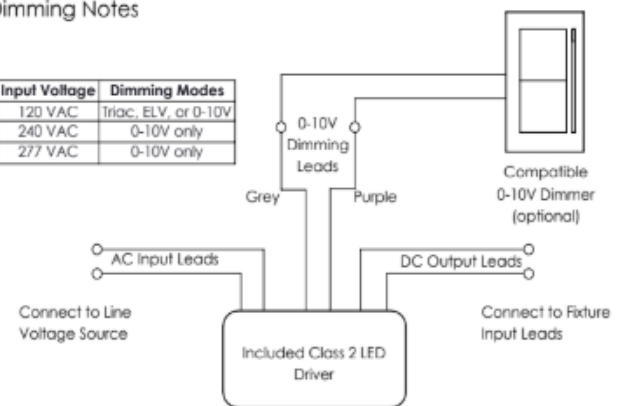 Dimming Notes
Input Voltage Dimming Modes
120 VAC Triac, ELV, or 0-10V
240 VAC 0-10V only
277 VAC 0-10V only
0-10V
Dimming
Leads
Grey
Purple
Compatible
0-10V Dimmer
(optional)
AC Input Leads
DC Output Leads
Connect to Line
Voltage Source
Connect to Fixture
Input Leads
Included Class 2 LED
Driver